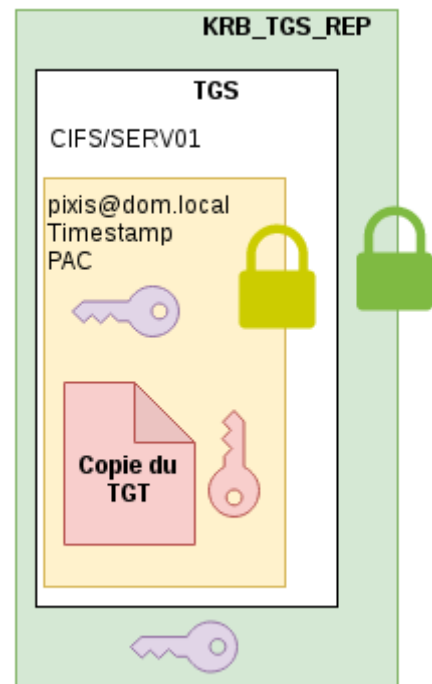 KRB_TGS_REP
TGS
CIFS/SERV01
pixis@dom.local
Timestamp
PAC
Copie du
TGT